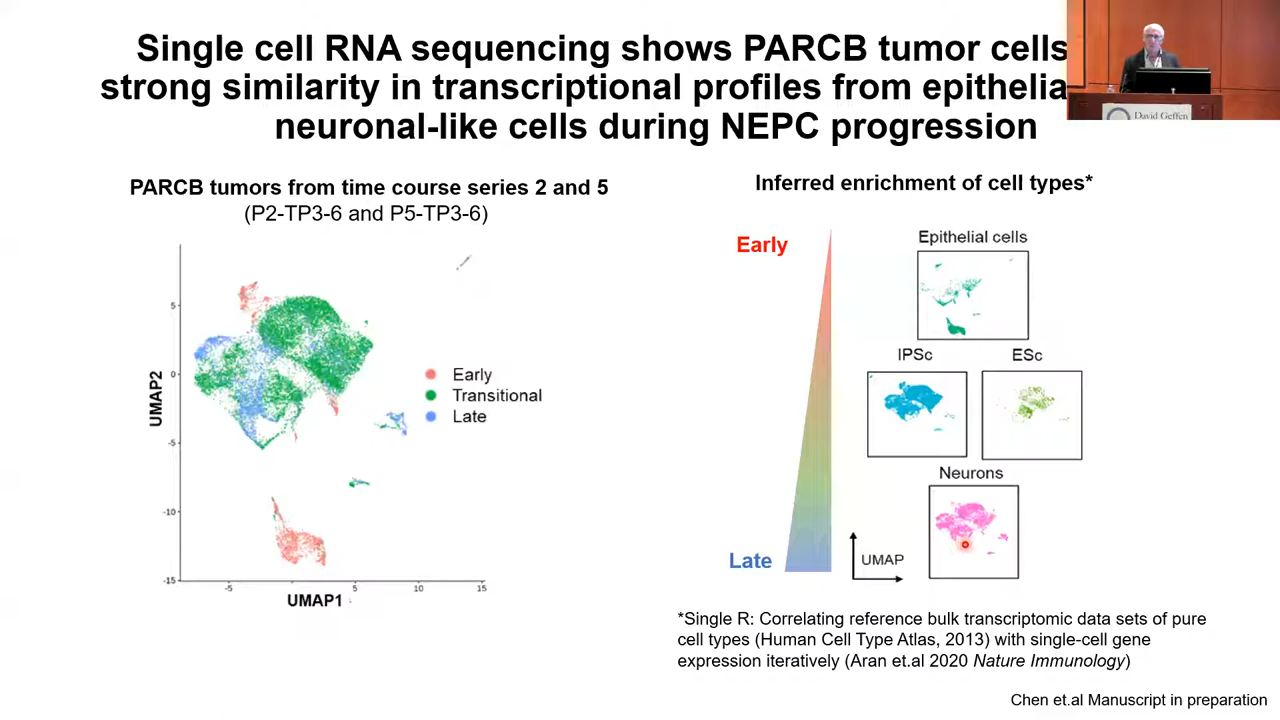 Single cell RNA sequencing shows PARCB tumor cells
strong similarity in transcriptional profiles from epithelia
neuronal-like cells during NEPC progression
David Geffen
PARCB tumors from time course series 2 and 5
(P2-TP3-6 and P5-TP3-6)
UMAP2
5
0
-5
-10
-15
-5
5
10
15
UMAP1
Early
Transitional
Late
Inferred enrichment of cell types*
Early
Late
Epithelial cells
IPSc
ESc
Neurons
UMAP
*Single R: Correlating reference bulk transcriptomic data sets of pure
cell types (Human Cell Type Atlas, 2013) with single-cell gene
expression iteratively (Aran et.al 2020 Nature Immunology)
Chen et.al Manuscript in preparation